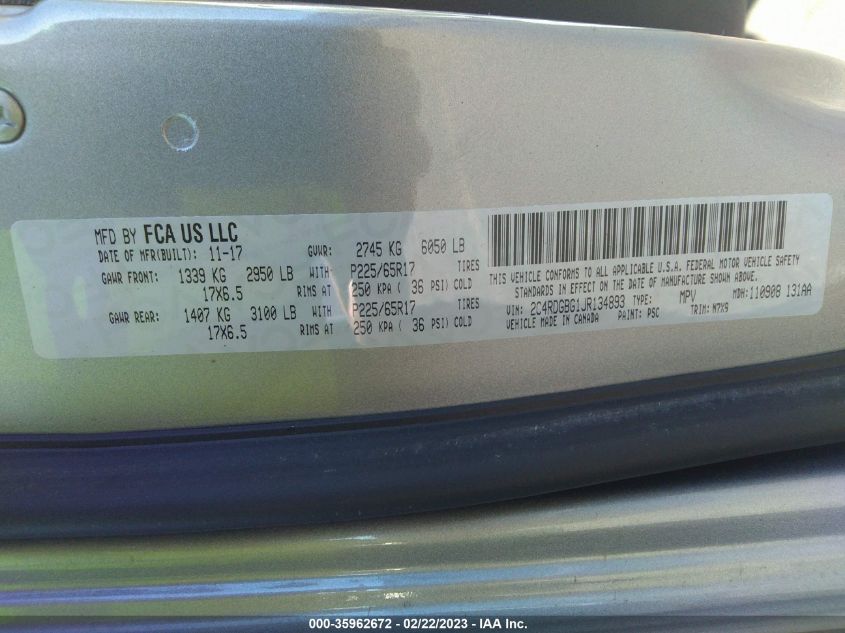 MFD BY FCA US LLC
DATE OF MFR(BUILT): 11-17 GVWR: 2745 KG 6050 LB
GAWR FRONT: 1339 KG 2950 LB WITH P225/65R17 TIRES
17X6.5 RIMS AT 250 KPA ( 36 PSI) COLD
GAWR REAR: 1407 KG 3100 LB WITH P225/65R17 TIRES
17X6.5 RIMS AT 250 KPA ( 36 PSI) COLD
THIS VEHICLE CONFORMS TO ALL APPLICABLE U.S.A. FEDERAL MOTOR VEHICLE SAFETY
STANDARDS IN EFFECT ON THE DATE OF MANUFACTURE SHOWN ABOVE.
VIN: 2C4RDGBG1JR134893 TYPE: MPV MDH: 110908 131AA
VEHICLE MADE IN CANADA PAINT: PSC TRIM: N7X9
000-35962672 - 02/22/2023 - IAA Inc.